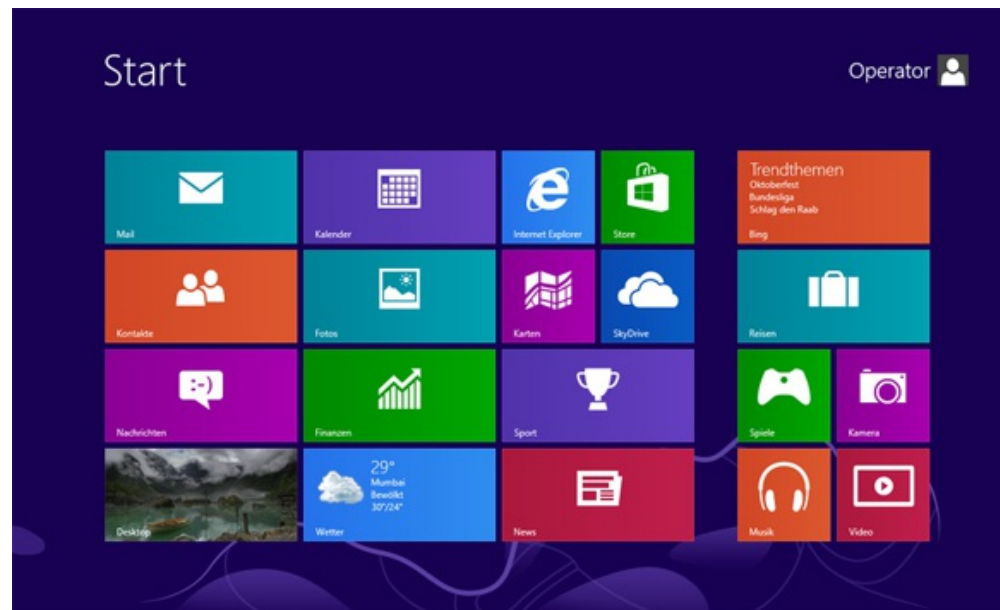 Start
Operator
Mail
Kalender
Internet Explorer
Store
Trendthemen
Oktoberfest
Bundesliga
Schlag den Raab
Bing
Kontakte
Fotos
Karten
SkyDrive
Reisen
Nachrichten
Finanzen
Sport
Spiele
Kamera
Desktop
29°
Mumbai
Bewölkt
30°/24°
Wetter
News
Musik
Video